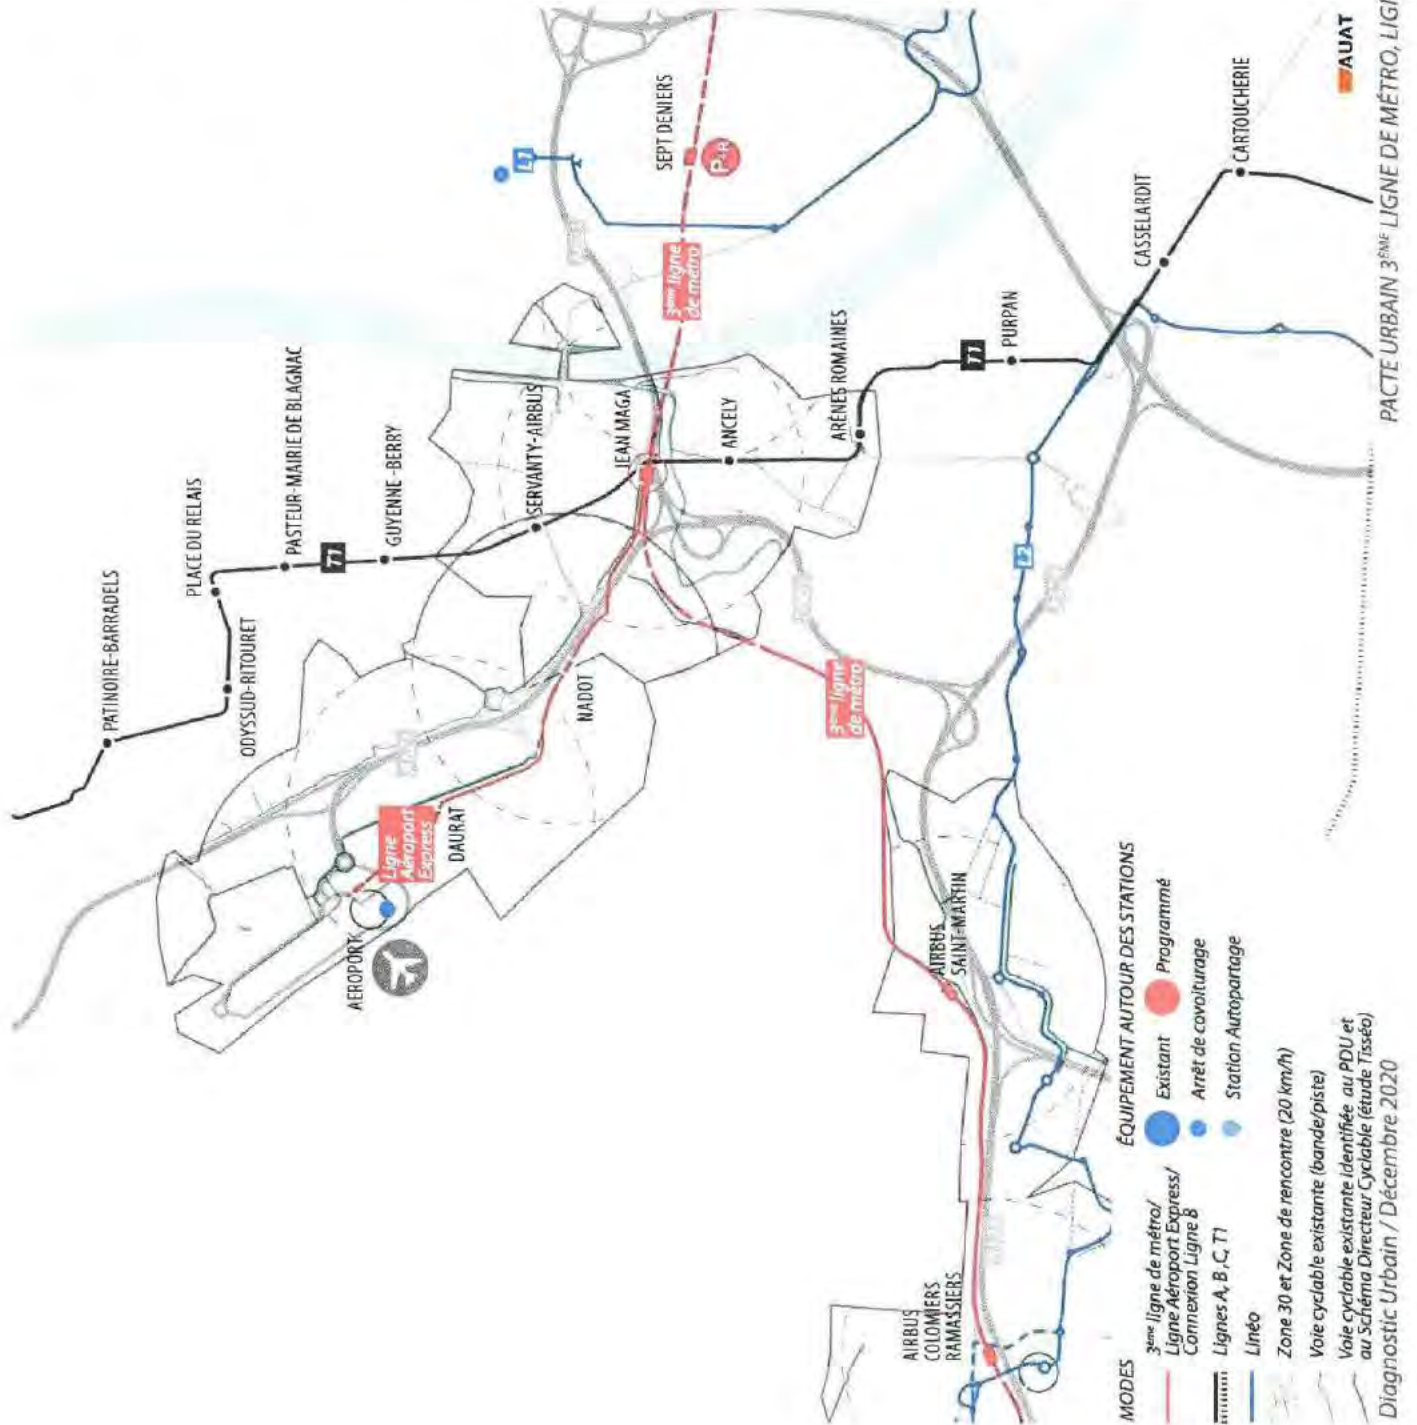 PATINOIRE-BARRADELS
PLACE DU RELAIS
ODYSSUD-RITOURET
PASTEUR-MAIRIE DE BLAGNAC
T1
GUYENNE-BERRY
SERVANTY-AIRBUS
JEAN MAGA
NADOT
DAURAT
Ligne
Aéroport
Express
AEROPORT
L1
SEPT DENIERS
P+R
3ème ligne
de métro
ANCELY
ARÈNES ROMAINES
T1
PURPAN
CASSELARDIT
CARTOUCHERIE
L2
3ème ligne
de métro
AIRBUS
SAINT-MARTIN
AIRBUS
COLOMIERS
RAMASSIERS
MODES
3ème ligne de métro/
Ligne Aéroport Express/
Connexion Ligne B
Lignes A, B, C, T1
Linéo
Zone 30 et Zone de rencontre (20 km/h)
Voie cyclable existante (bande/piste)
Voie cyclable existante identifiée au PDU et
au Schéma Directeur Cyclable (étude Tisséo)
ÉQUIPEMENT AUTOUR DES STATIONS
Existant
Programmé
Arrêt de covoiturage
Station Autopartage
Diagnostic Urbain / Décembre 2020
PACTE URBAIN 3ÈME LIGNE DE MÉTRO, LIG
AUAT